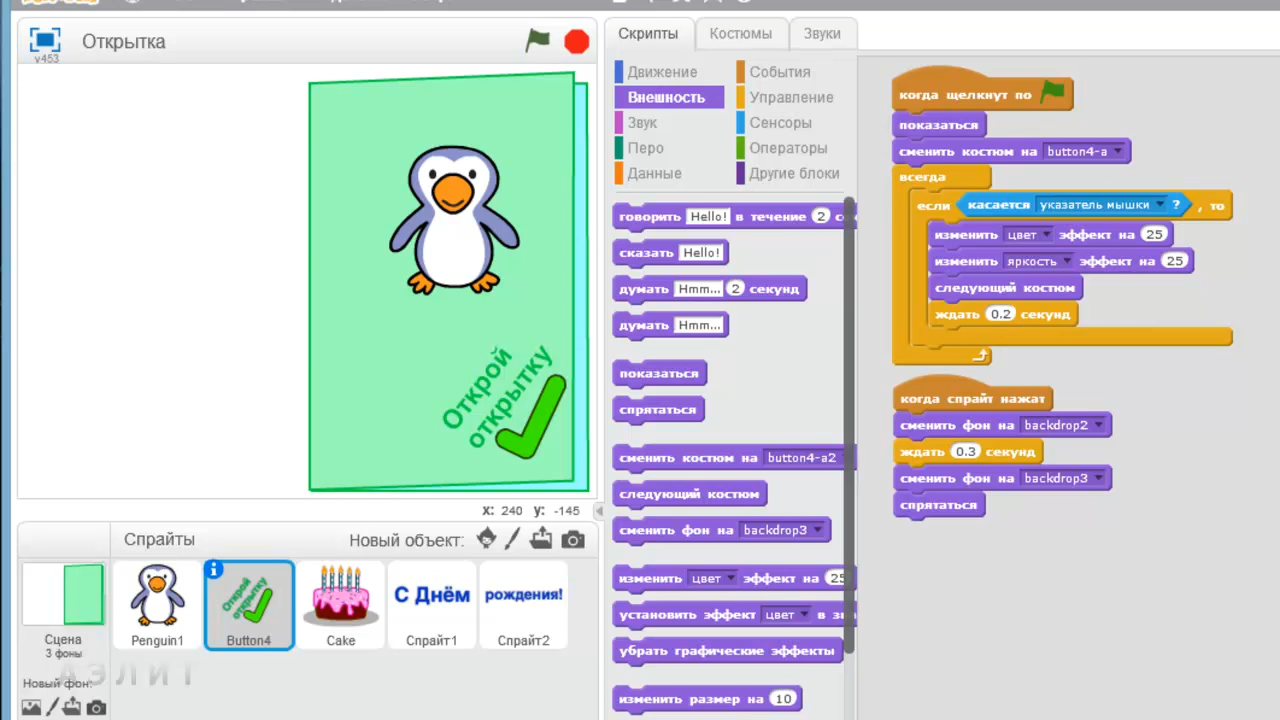 Открытка
v453
Открой
открытку
x: 240 y: -145
Спрайты
Новый объект:
Сцена
3 фоны
Новый фон:
Penguin1
Button4
Cake
С Днём
Спрайт1
рождения!
Спрайт2
АЭЛИТ
Скрипты
Костюмы
Звуки
Движение
События
Внешность
Управление
Звук
Сенсоры
Перо
Операторы
Данные
Другие блоки
говорить Hello! в течение 2
сказать Hello!
думать Hmm... 2 секунд
думать Hmm...
показаться
спрятаться
сменить костюм на button4-a2
следующий костюм
сменить фон на backdrop3
изменить цвет эффект на 25
установить эффект цвет в
убрать графические эффекты
изменить размер на 10
когда щелкнут по
показаться
сменить костюм на button4-a
всегда
если касается указатель мышки ? , то
изменить цвет эффект на 25
изменить яркость эффект на 25
следующий костюм
ждать 0.2 секунд
когда спрайт нажат
сменить фон на backdrop2
ждать 0.3 секунд
сменить фон на backdrop3
спрятаться